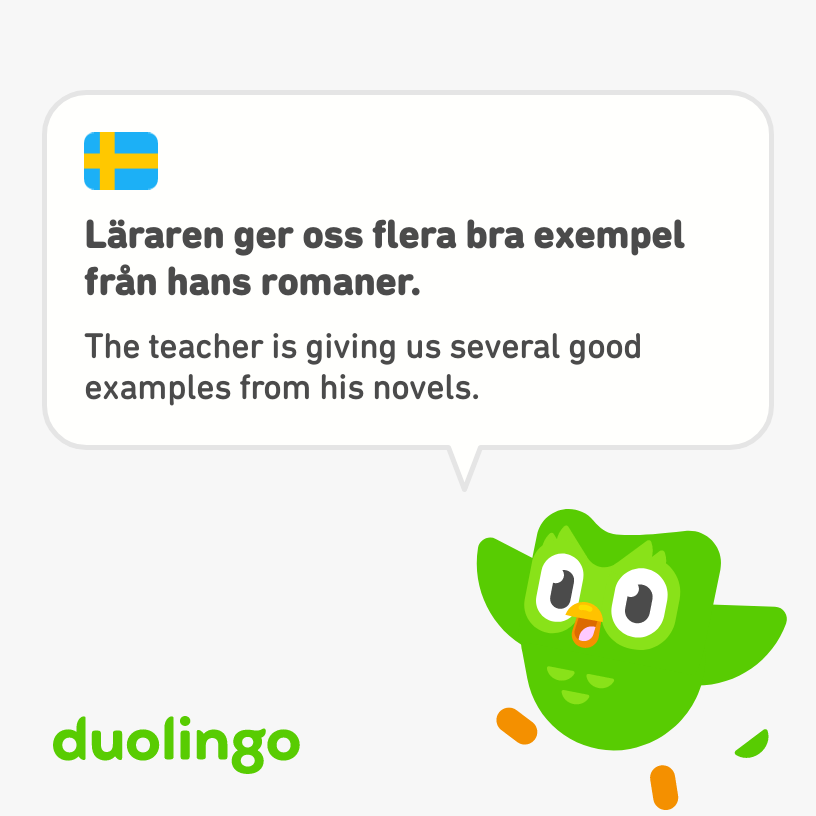 Läraren ger oss flera bra exempel
från hans romaner.
The teacher is giving us several good
examples from his novels.
duolingo